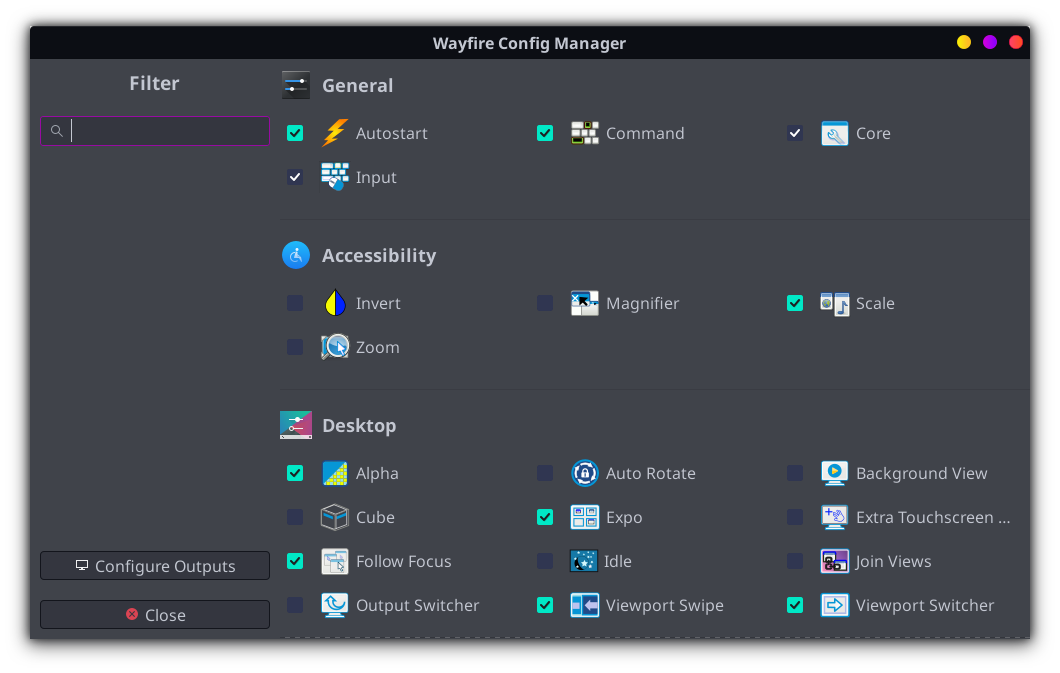 Wayfire Config Manager
Filter
General
Autostart
Command
Core
Input
Accessibility
Invert
Magnifier
Scale
Zoom
Desktop
Alpha
Auto Rotate
Background View
Cube
Expo
Extra Touchscreen ...
Follow Focus
Idle
Join Views
Output Switcher
Viewport Swipe
Viewport Switcher
Configure Outputs
Close